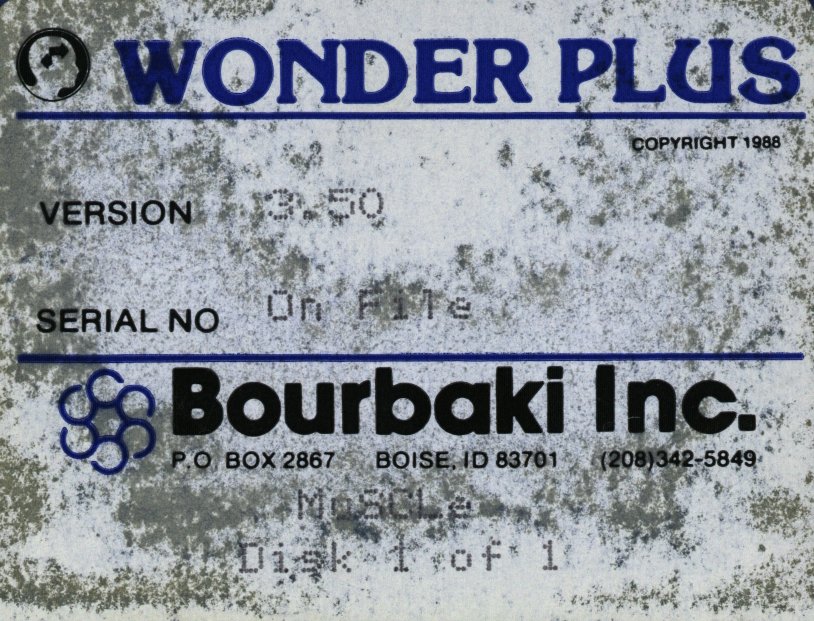 WONDER PLUS
COPYRIGHT 1988
VERSION 3.50
SERIAL NO On File
Bourbaki Inc.
P.O. BOX 2867 BOISE, ID 83701 (208)342-5849
MoSCLe
Disk 1 of 1